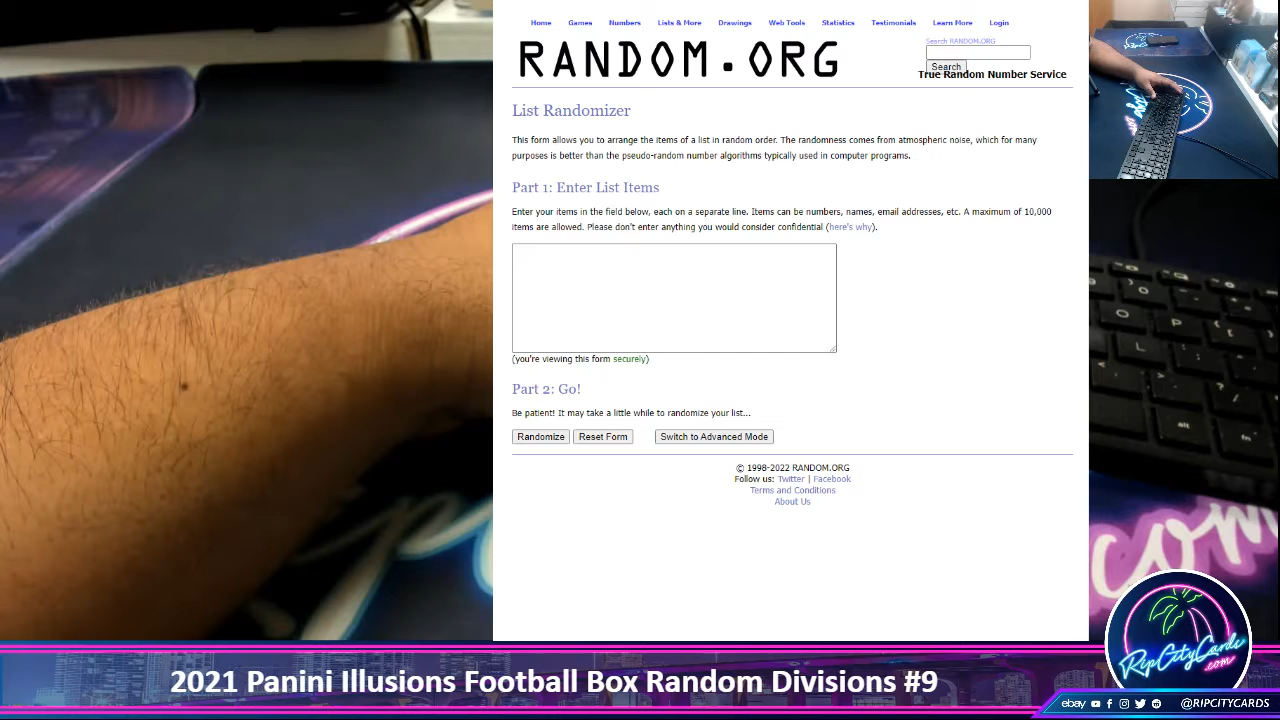 Home Games Numbers Lists & More Drawings Web Tools Statistics Testimonials Learn More Login
RANDOM.ORG
Search RANDOM.ORG
Search
True Random Number Service
List Randomizer
This form allows you to arrange the items of a list in random order. The randomness comes from atmospheric noise, which for many
purposes is better than the pseudo-random number algorithms typically used in computer programs.
Part 1: Enter List Items
Enter your items in the field below, each on a separate line. Items can be numbers, names, email addresses, etc. A maximum of 10,000
items are allowed. Please don't enter anything you would consider confidential (here's why).
(you're viewing this form securely)
Part 2: Go!
Be patient! It may take a little while to randomize your list...
Randomize Reset Form Switch to Advanced Mode
© 1998-2022 RANDOM.ORG
Follow us: Twitter | Facebook
Terms and Conditions
About Us
alt
fn
ctrl
.com
RipCityCards
.com
2021 Panini Illusions Football Box Random Divisions #9
ebay @RIPCITYCARDS